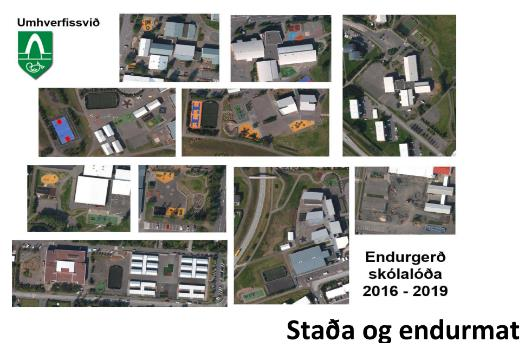 Umhverfissvið
Endurgerð
skólalóða
2016 - 2019
Staða og endurmat